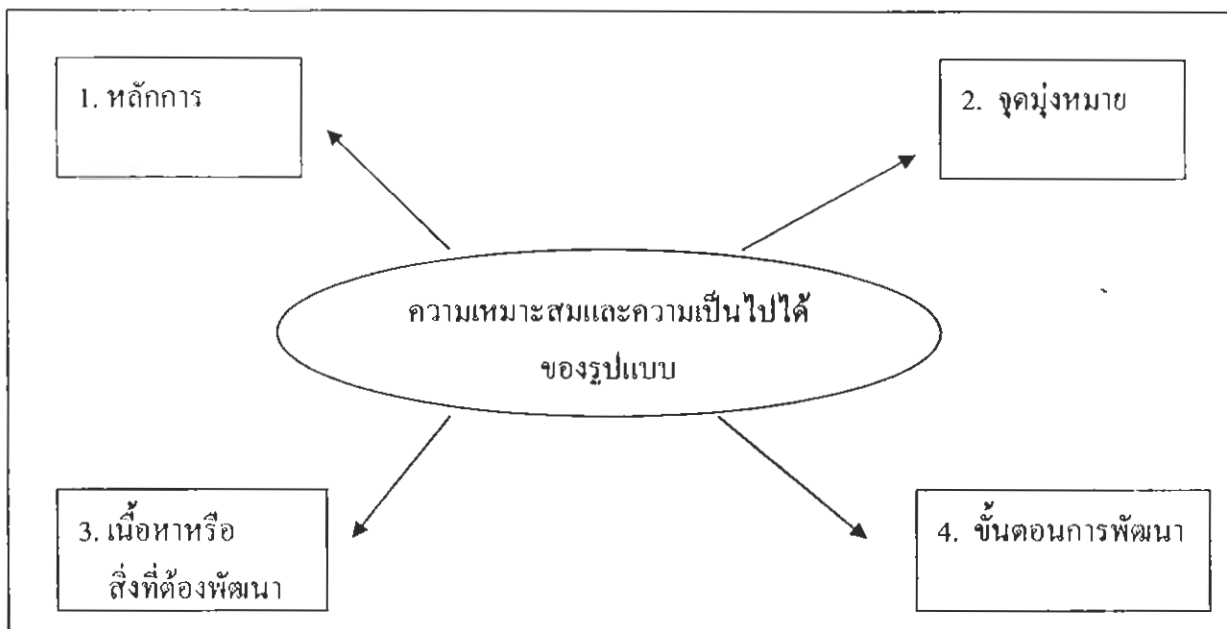 1. หลักการ
2. จุดมุ่งหมาย
ความเหมาะสมและความเป็นไปได้
ของรูปแบบ
3. เนื้อหาหรือ
สิ่งที่ต้องพัฒนา
4. ขั้นตอนการพัฒนา